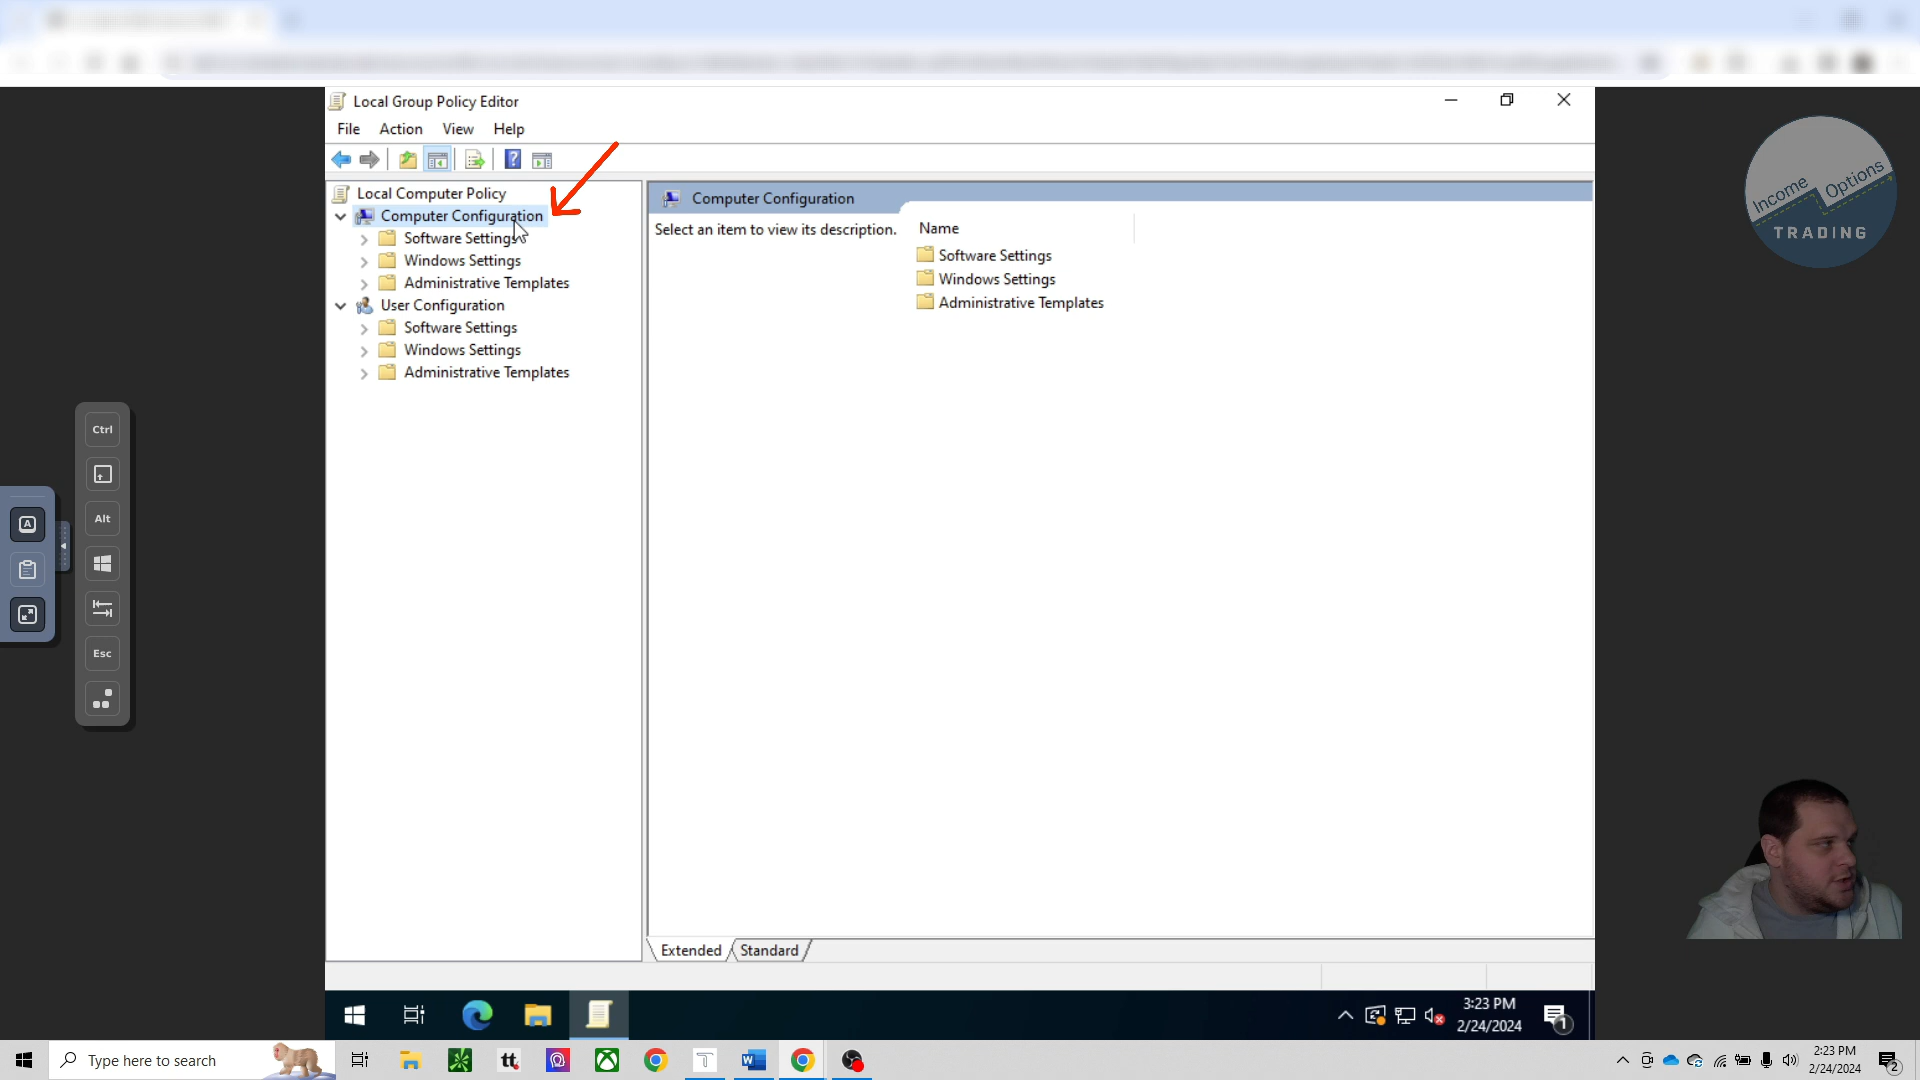 Local Group Policy Editor
File Action View Help
Local Computer Policy
Computer Configuration
Software Settings
Windows Settings
Administrative Templates
User Configuration
Software Settings
Windows Settings
Administrative Templates
Computer Configuration
Select an item to view its description.
Name
Software Settings
Windows Settings
Administrative Templates
Extended Standard
Income Options
TRADING
Ctrl
A
Alt
Esc
3:23 PM
2/24/2024
1
Type here to search
tt
T
W
2:23 PM
2/24/2024
2